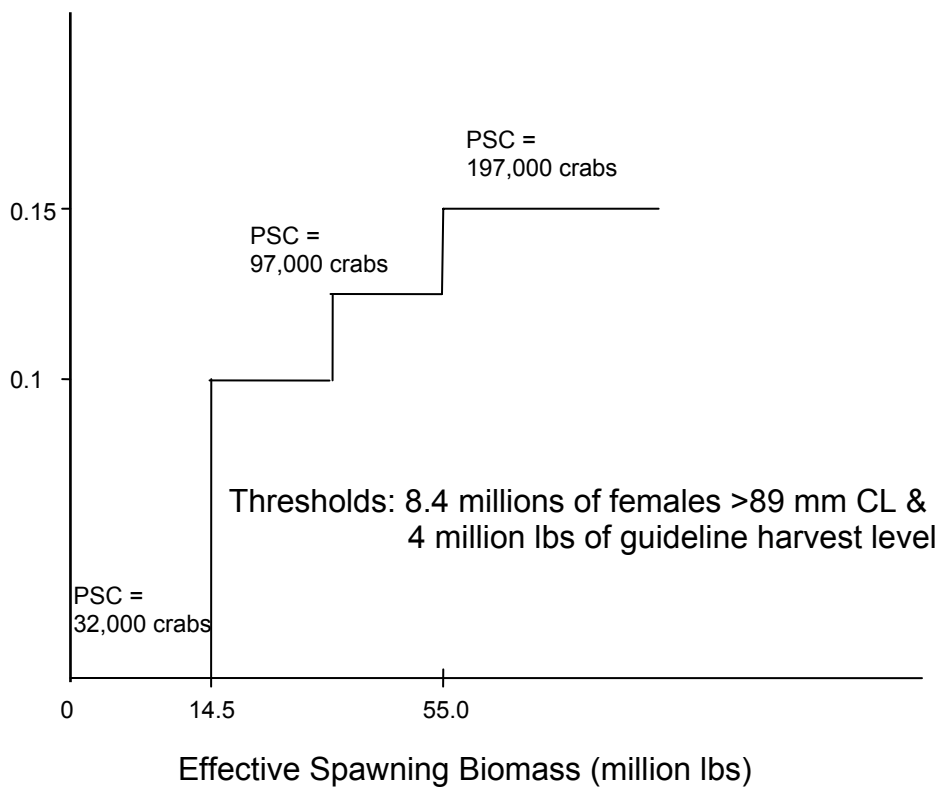 PSC =
197,000 crabs
0.15
PSC =
97,000 crabs
0.1
Thresholds: 8.4 millions of females >89 mm CL &
4 million lbs of guideline harvest level
PSC =
32,000 crabs
0
14.5
55.0
Effective Spawning Biomass (million lbs)